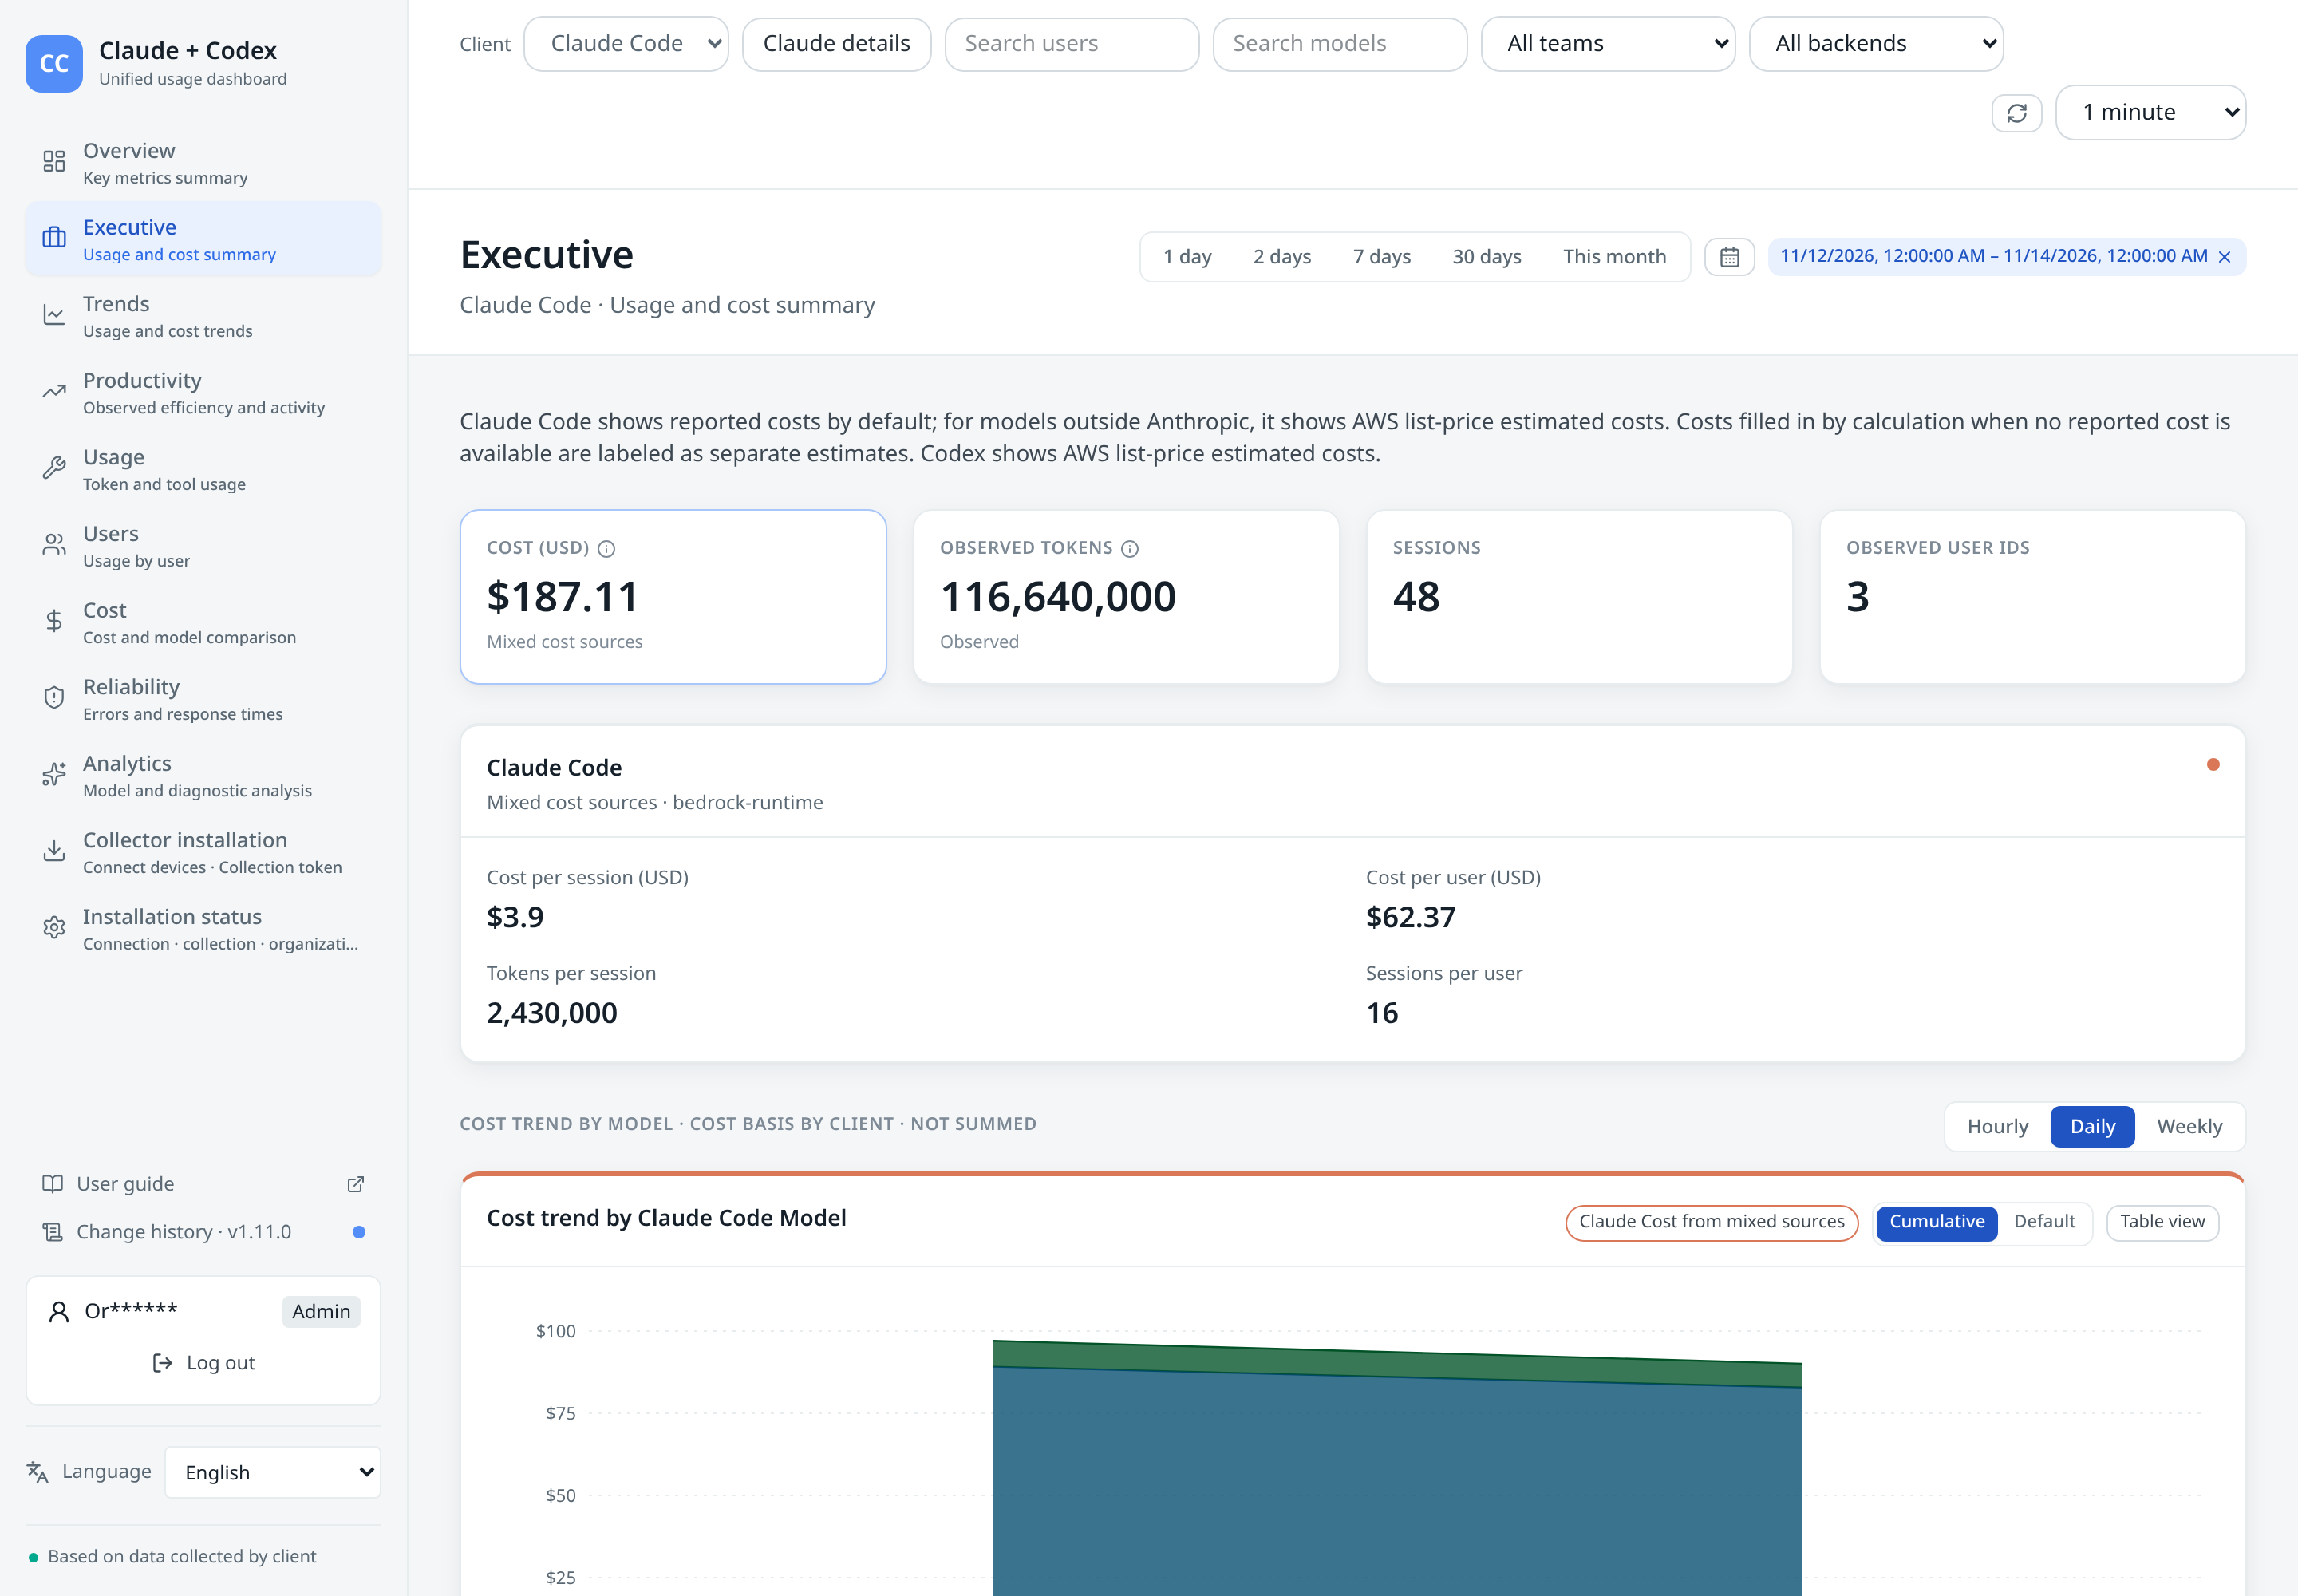 CC
Claude + Codex
Unified usage dashboard
Overview
Key metrics summary
Executive
Usage and cost summary
Trends
Usage and cost trends
Productivity
Observed efficiency and activity
Usage
Token and tool usage
Users
Usage by user
Cost
Cost and model comparison
Reliability
Errors and response times
Analytics
Model and diagnostic analysis
Collector installation
Connect devices · Collection token
Installation status
Connection · collection · organizati...
User guide
Change history · v1.11.0
Or******
Admin
Log out
Language
English
Based on data collected by client
Client
Claude Code
Claude details
Search users
Search models
All teams
All backends
1 minute
Executive
Claude Code · Usage and cost summary
1 day
2 days
7 days
30 days
This month
11/12/2026, 12:00:00 AM – 11/14/2026, 12:00:00 AM
Claude Code shows reported costs by default; for models outside Anthropic, it shows AWS list-price estimated costs. Costs filled in by calculation when no reported cost is
available are labeled as separate estimates. Codex shows AWS list-price estimated costs.
COST (USD)
$187.11
Mixed cost sources
OBSERVED TOKENS
116,640,000
Observed
SESSIONS
48
OBSERVED USER IDS
3
Claude Code
Mixed cost sources · bedrock-runtime
Cost per session (USD)
$3.9
Cost per user (USD)
$62.37
Tokens per session
2,430,000
Sessions per user
16
COST TREND BY MODEL · COST BASIS BY CLIENT · NOT SUMMED
Hourly
Daily
Weekly
Cost trend by Claude Code Model
Claude Cost from mixed sources
Cumulative
Default
Table view
$100
$75
$50
$25